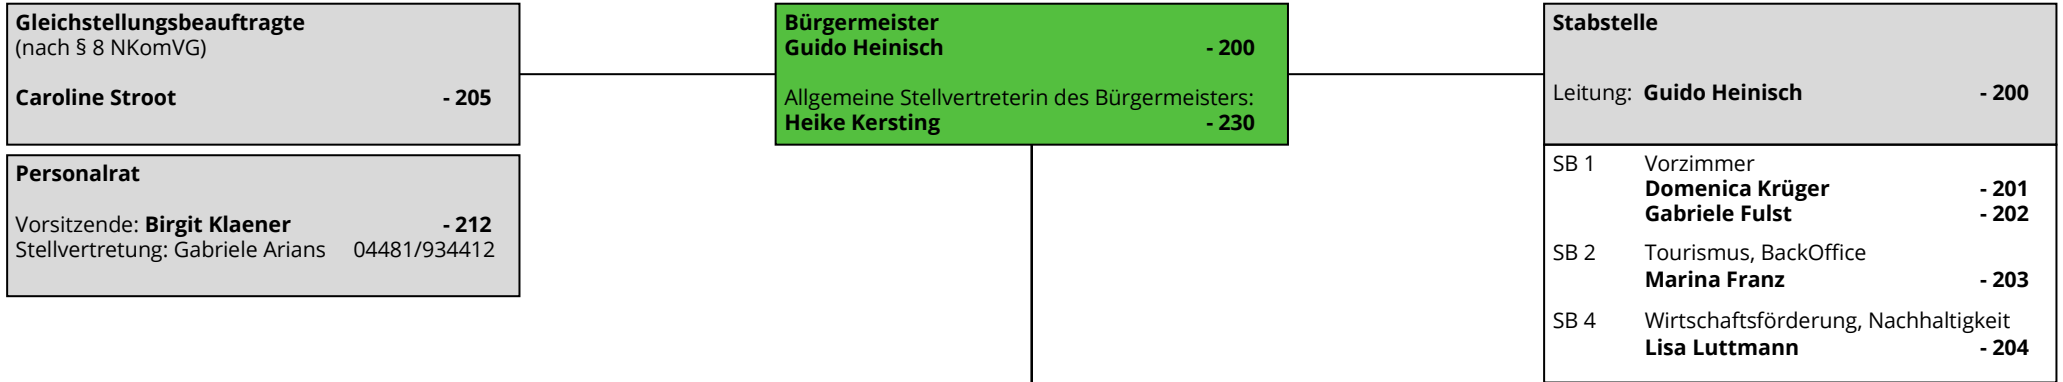 Gleichstellungsbeauftragte
(nach § 8 NKomVG)
Caroline Stroot - 205
Personalrat
Vorsitzende: Birgit Klaener - 212
Stellvertretung: Gabriele Arians 04481/934412
Bürgermeister
Guido Heinisch - 200
Allgemeine Stellvertreterin des Bürgermeisters:
Heike Kersting - 230
Stabstelle
Leitung: Guido Heinisch - 200
SB 1 Vorzimmer
Domenica Krüger - 201
Gabriele Fulst - 202
SB 2 Tourismus, BackOffice
Marina Franz - 203
SB 4 Wirtschaftsförderung, Nachhaltigkeit
Lisa Luttmann - 204